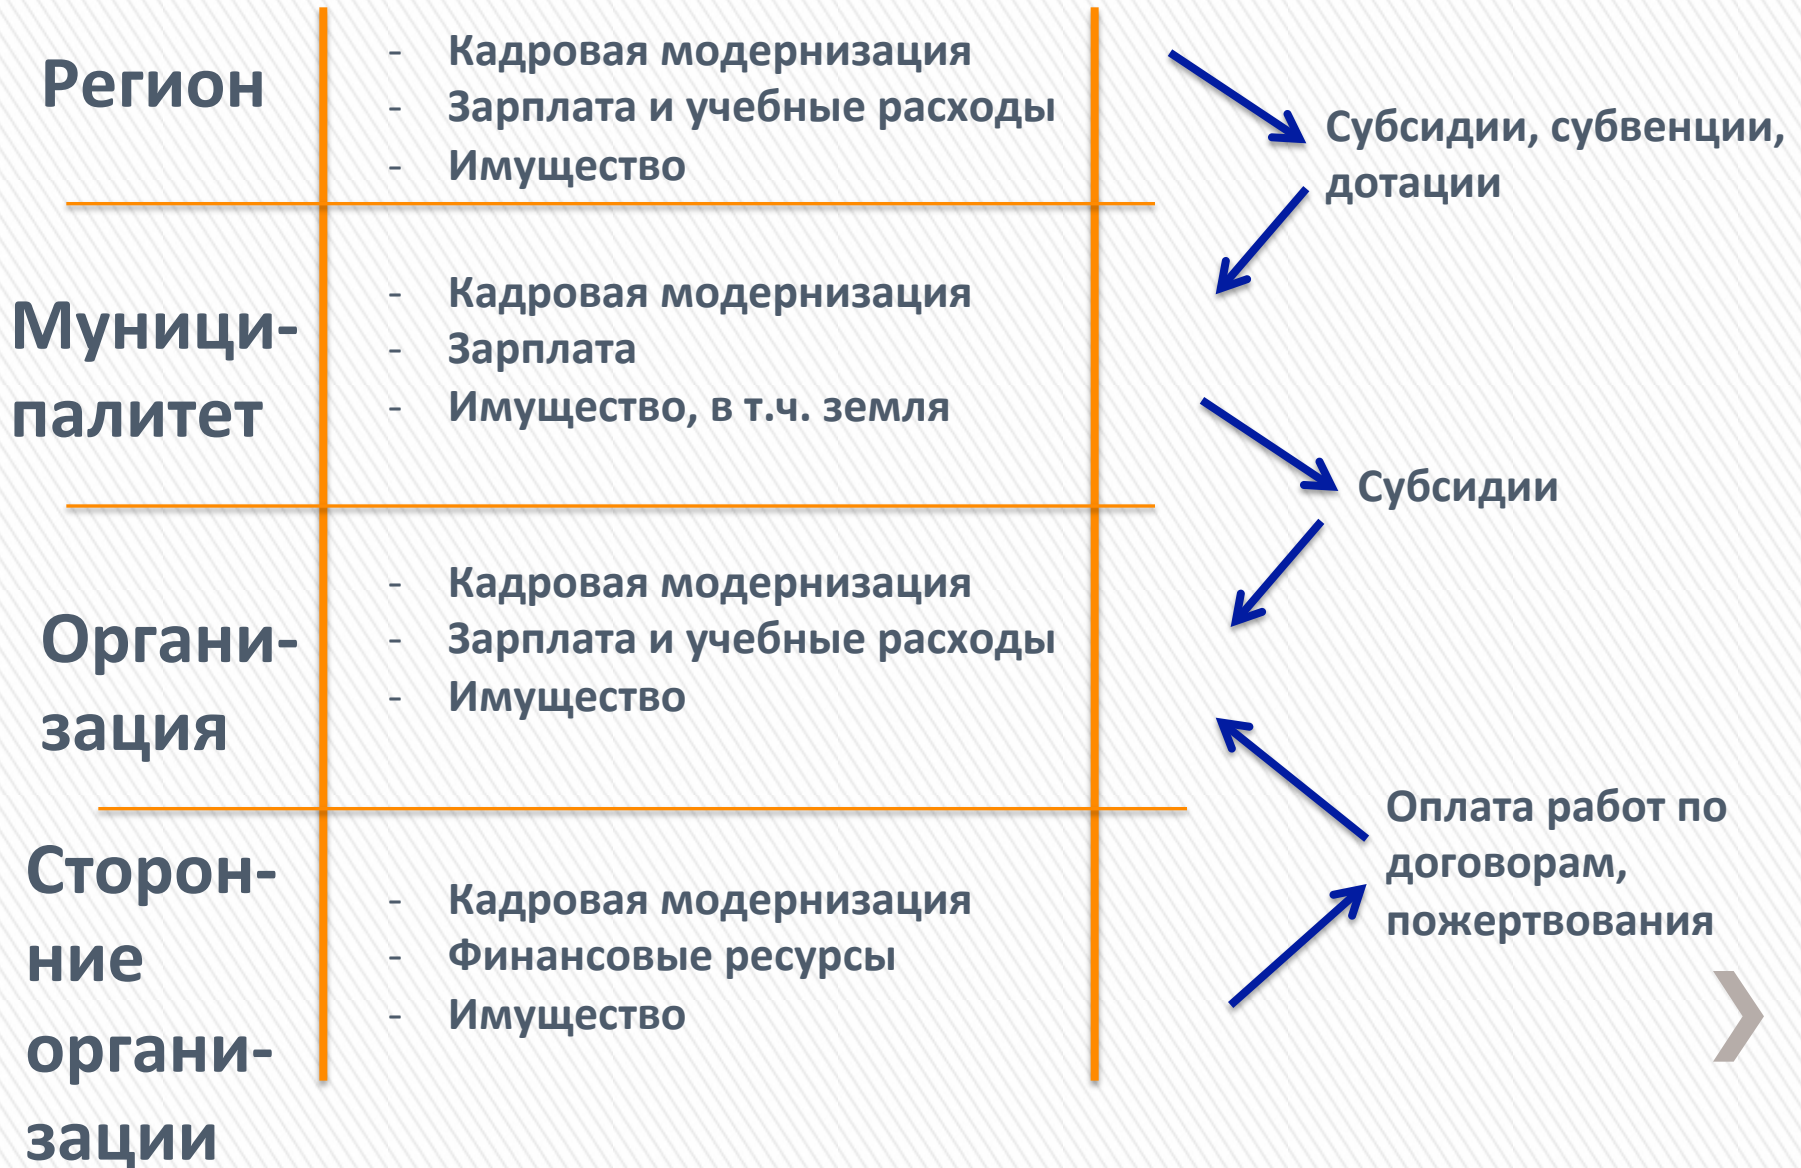 Регион
- Кадровая модернизация
- Зарплата и учебные расходы
- Имущество
Субсидии, субвенции,
дотации
Муници-
палитет
- Кадровая модернизация
- Зарплата
- Имущество, в т.ч. земля
Субсидии
Органи-
зация
- Кадровая модернизация
- Зарплата и учебные расходы
- Имущество
Оплата работ по
договорам,
пожертвования
Сторон-
ние
органи-
зации
- Кадровая модернизация
- Финансовые ресурсы
- Имущество